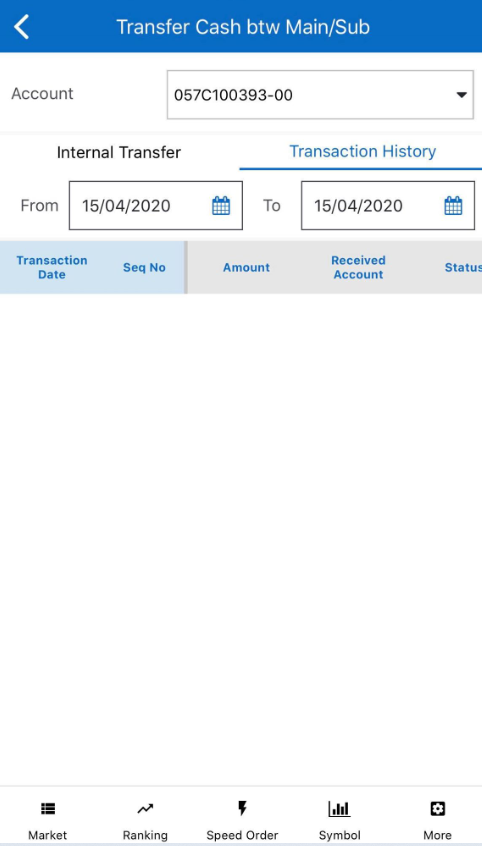 Transfer Cash btw Main/Sub
Account
057C100393-00
Internal Transfer
Transaction History
From 15/04/2020 To 15/04/2020
Transaction Date
Seq No
Amount
Received Account
Status
Market
Ranking
Speed Order
Symbol
More